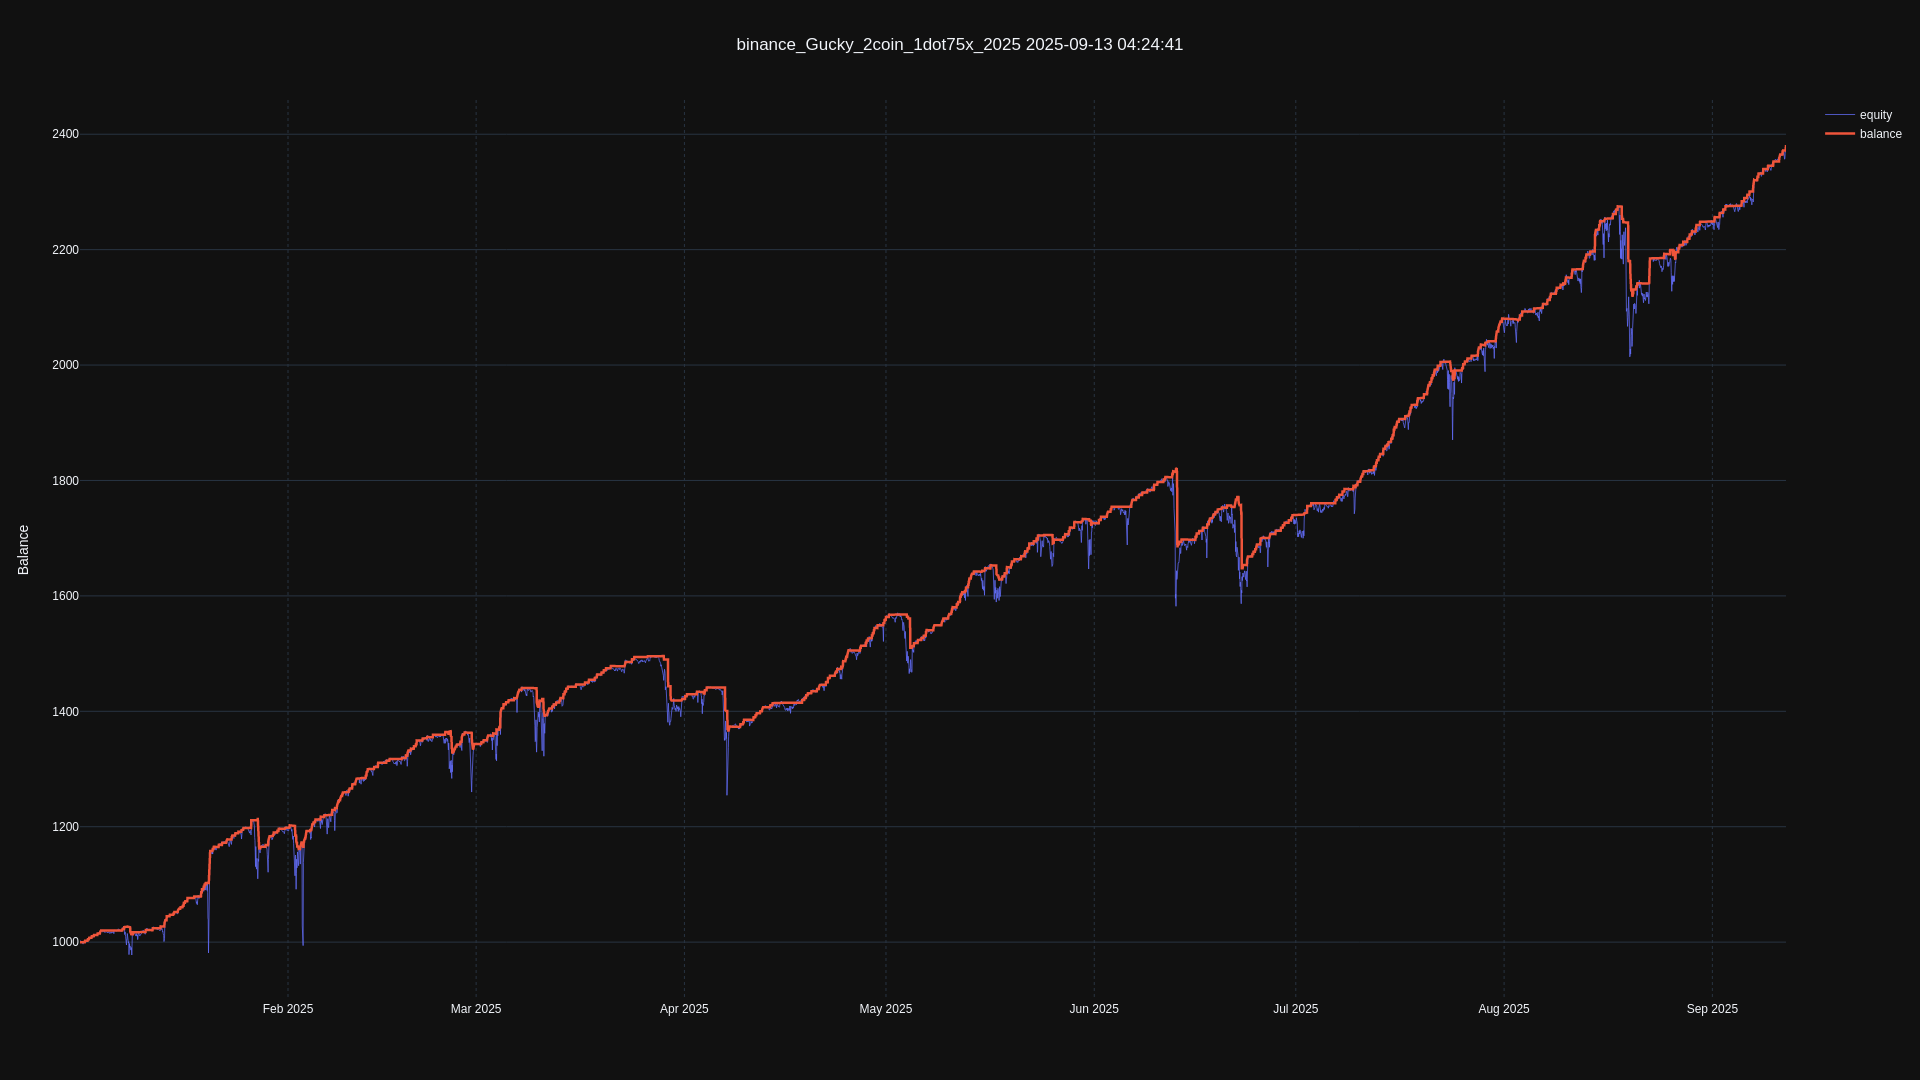 binance_Gucky_2coin_1dot75x_2025 2025-09-13 04:24:41
equity
balance
2400
2200
2000
1800
1600
1400
1200
1000
Balance
Feb 2025
Mar 2025
Apr 2025
May 2025
Jun 2025
Jul 2025
Aug 2025
Sep 2025